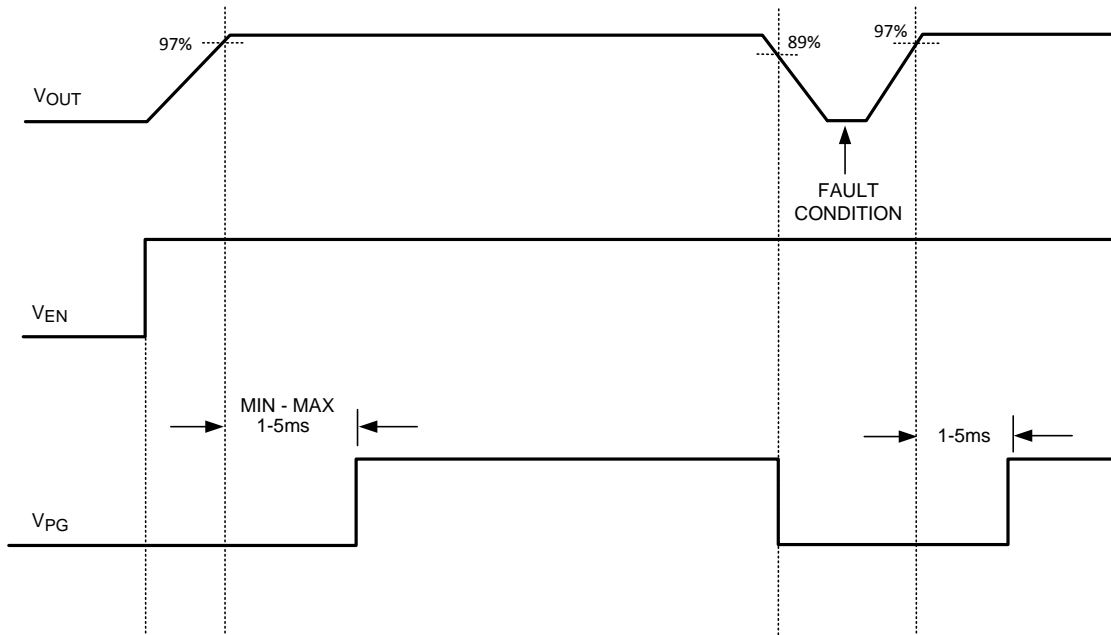 97%
89%
97%
VOUT
FAULT
CONDITION
VEN
MIN - MAX
1-5ms
1-5ms
VPG